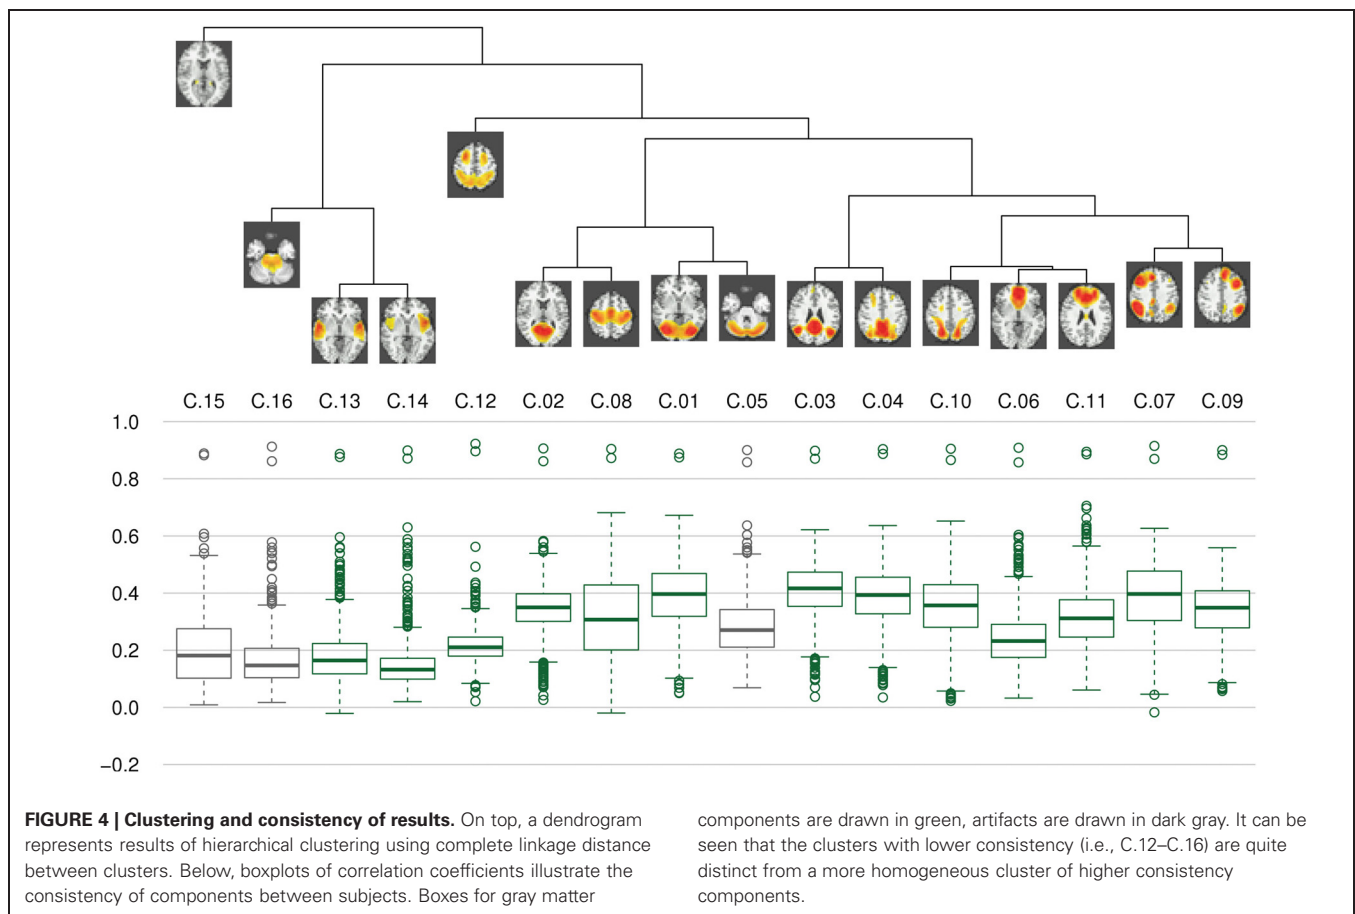 C.15 C.16 C.13 C.14 C.12 C.02 C.08 C.01 C.05 C.03 C.04 C.10 C.06 C.11 C.07 C.09
1.0
0.8
0.6
0.4
0.2
0.0
−0.2
FIGURE 4 | Clustering and consistency of results. On top, a dendrogram
represents results of hierarchical clustering using complete linkage distance
between clusters. Below, boxplots of correlation coefficients illustrate the
consistency of components between subjects. Boxes for gray matter
components are drawn in green, artifacts are drawn in dark gray. It can be
seen that the clusters with lower consistency (i.e., C.12–C.16) are quite
distinct from a more homogeneous cluster of higher consistency
components.